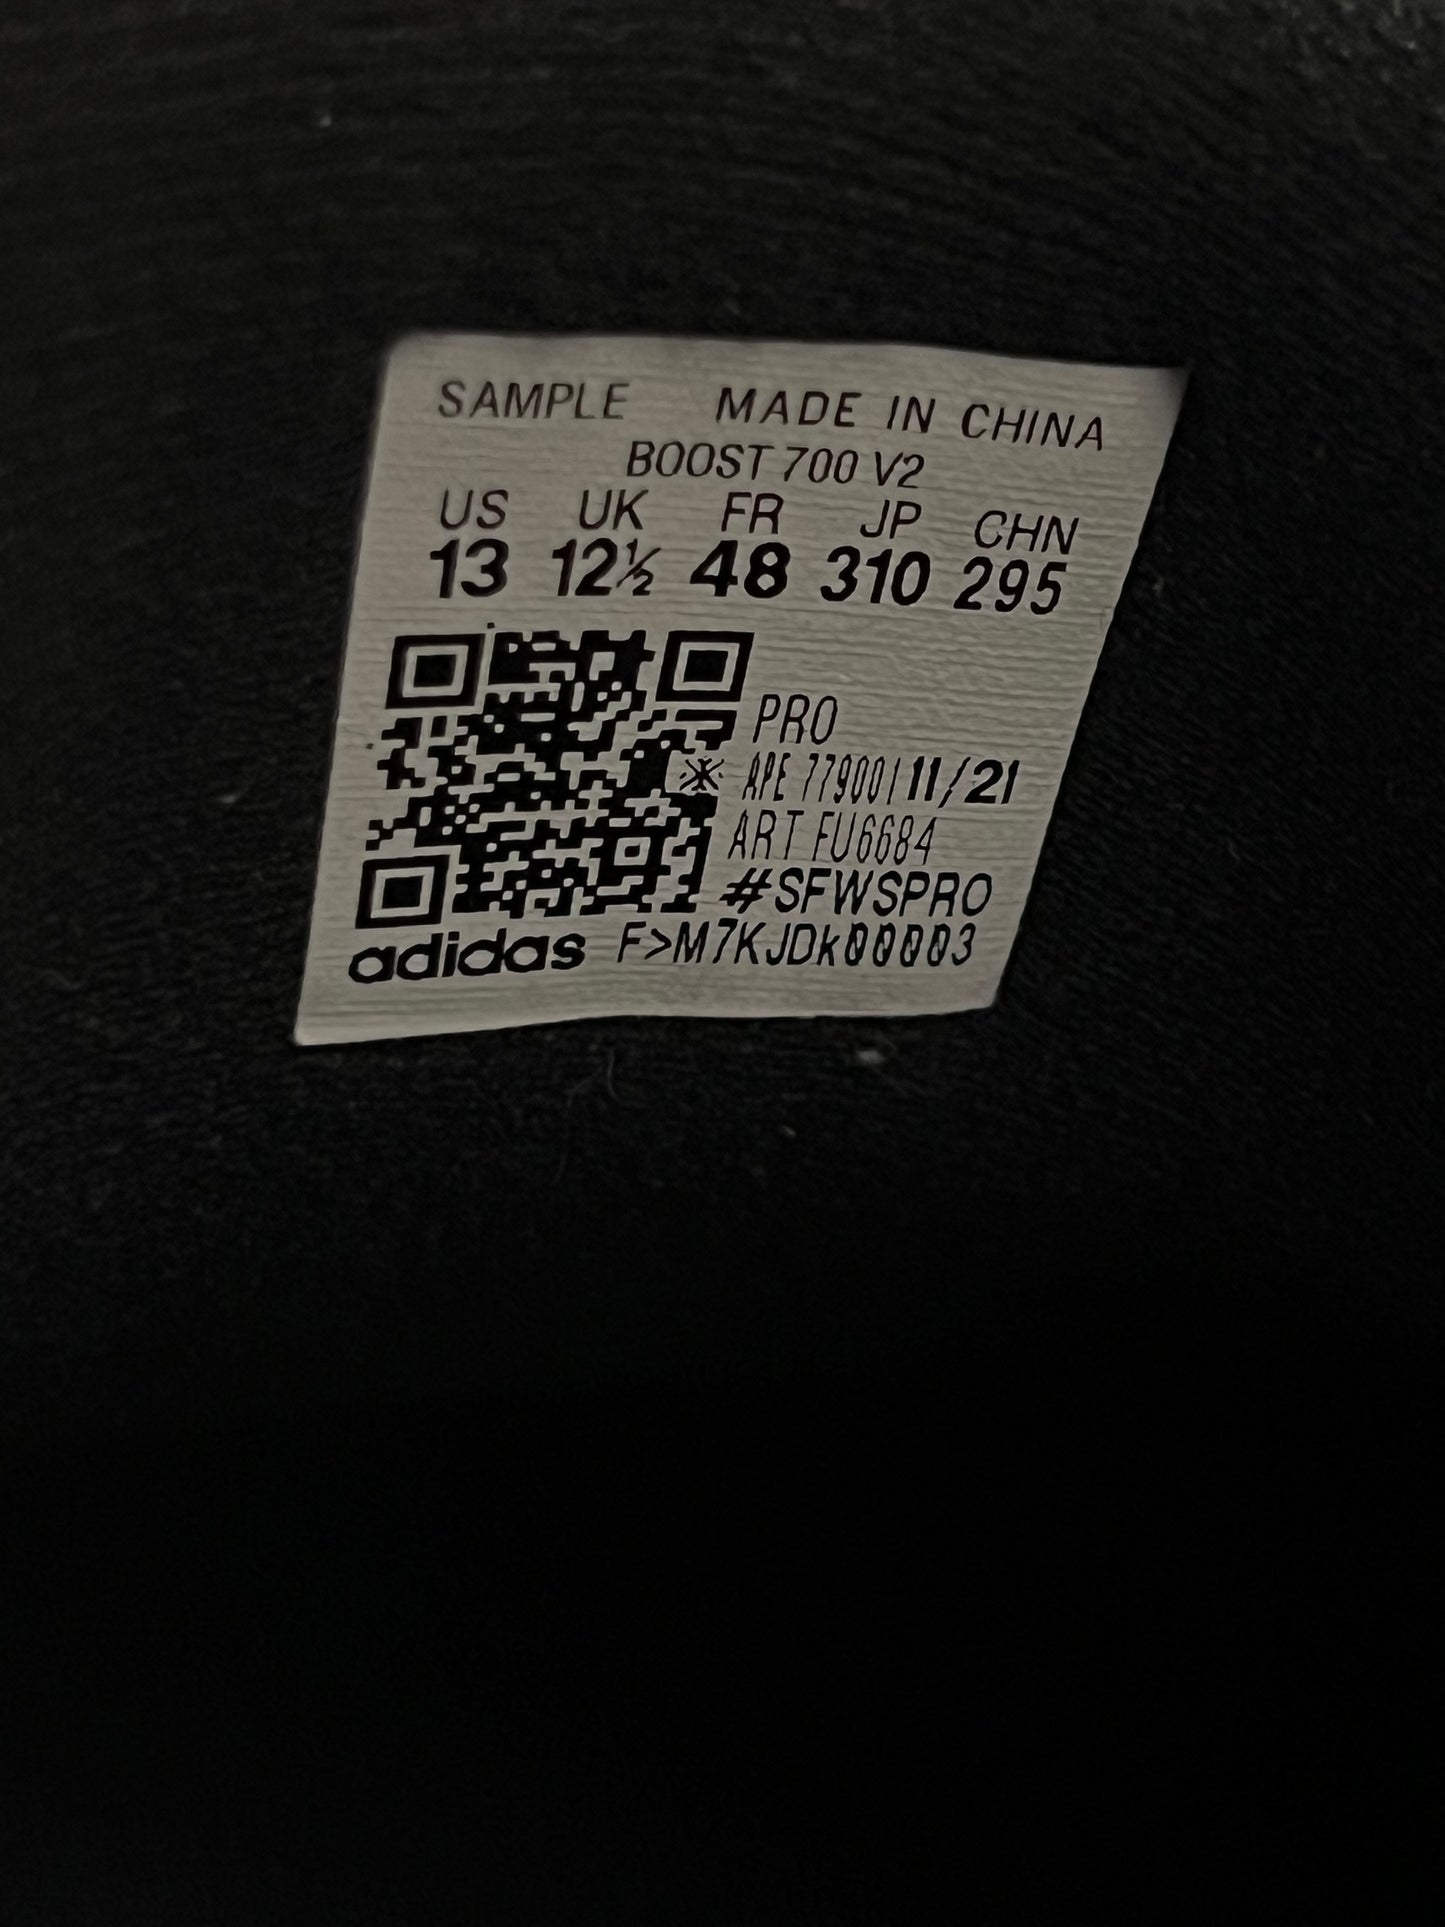 SAMPLE MADE IN CHINA
BOOST 700 V2
US UK FR JP CHN
13 12½ 48 310 295
PRO
APE 779001 11/21
ART FU6684
#SFWSPRO
adidas F>M7KJDk00003